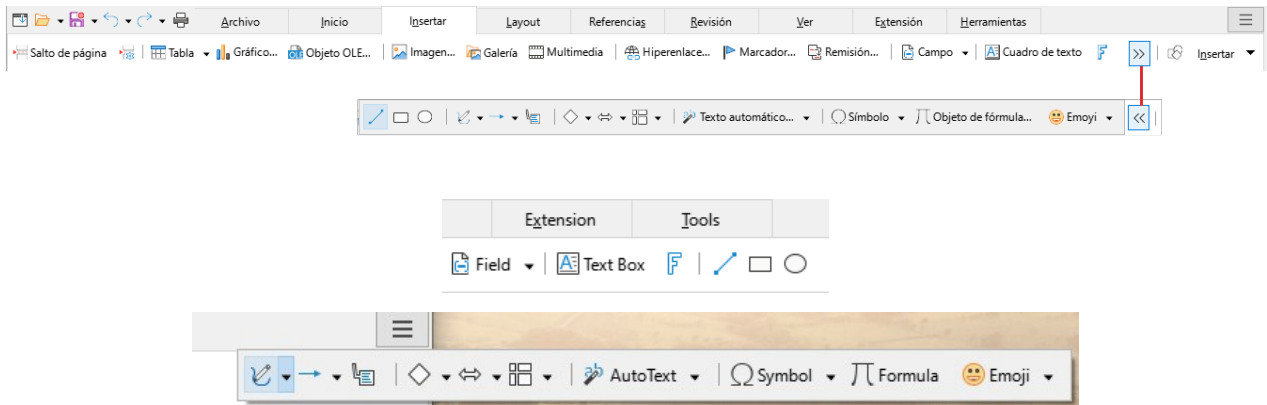 Archivo Inicio Insertar Layout Referencias Revisión Ver Extensión Herramientas
Salto de página Tabla Gráfico... Objeto OLE... Imagen... Galería Multimedia Hiperenlace... Marcador... Remisión... Campo Cuadro de texto Insertar
Texto automático... Símbolo Objeto de fórmula... Emoyi
Extension Tools
Field Text Box
AutoText Symbol Formula Emoji